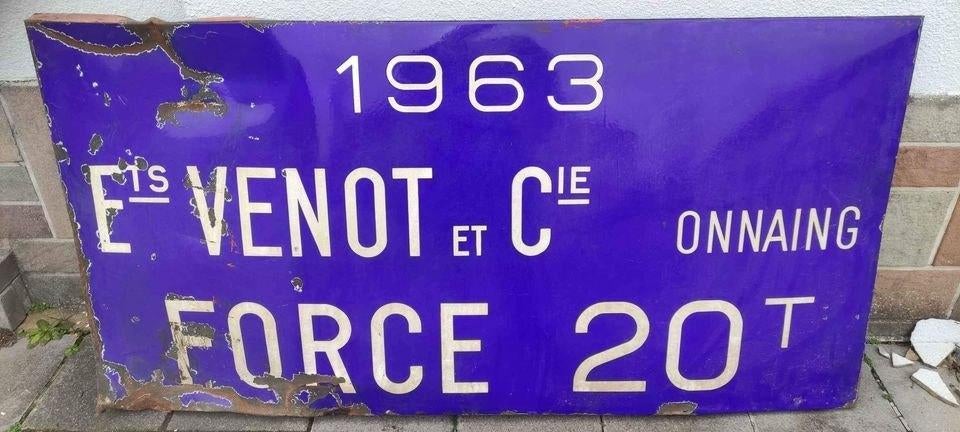 1963
Ets VENOT ET Cie ONNAING
FORCE 20T